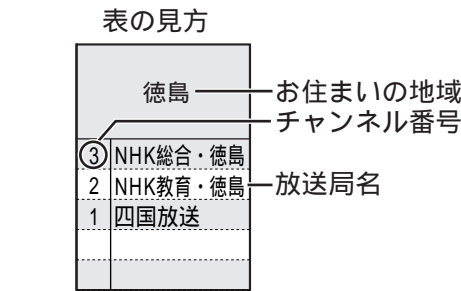 表の見方
徳島
お住まいの地域
チャンネル番号
3 NHK総合・徳島
2 NHK教育・徳島
放送局名
1 四国放送